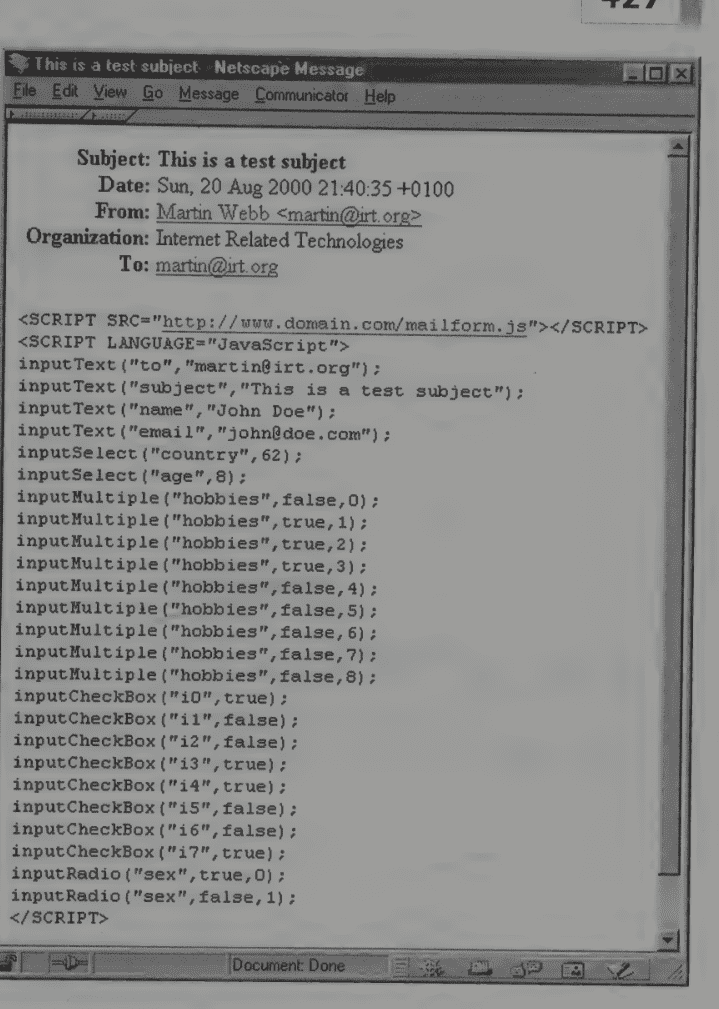 427
This is a test subject - Netscape Message
File Edit View Go Message Communicator Help
Subject: This is a test subject
Date: Sun, 20 Aug 2000 21:40:35 +0100
From: Martin Webb <martin@irt.org>
Organization: Internet Related Technologies
To: martin@irt.org
<SCRIPT SRC="http://www.domain.com/mailform.js"></SCRIPT>
<SCRIPT LANGUAGE="JavaScript">
inputText("to","martin@irt.org");
inputText("subject","This is a test subject");
inputText("name","John Doe");
inputText("email","john@doe.com");
inputSelect("country",62);
inputSelect("age",8);
inputMultiple("hobbies",false,0);
inputMultiple("hobbies",true,1);
inputMultiple("hobbies",true,2);
inputMultiple("hobbies",true,3);
inputMultiple("hobbies",false,4);
inputMultiple("hobbies",false,5);
inputMultiple("hobbies",false,6);
inputMultiple("hobbies",false,7);
inputMultiple("hobbies",false,8);
inputCheckBox("i0",true);
inputCheckBox("i1",false);
inputCheckBox("i2",false);
inputCheckBox("i3",true);
inputCheckBox("i4",true);
inputCheckBox("i5",false);
inputCheckBox("i6",false);
inputCheckBox("i7",true);
inputRadio("sex",true,0);
inputRadio("sex",false,1);
</SCRIPT>
Document: Done